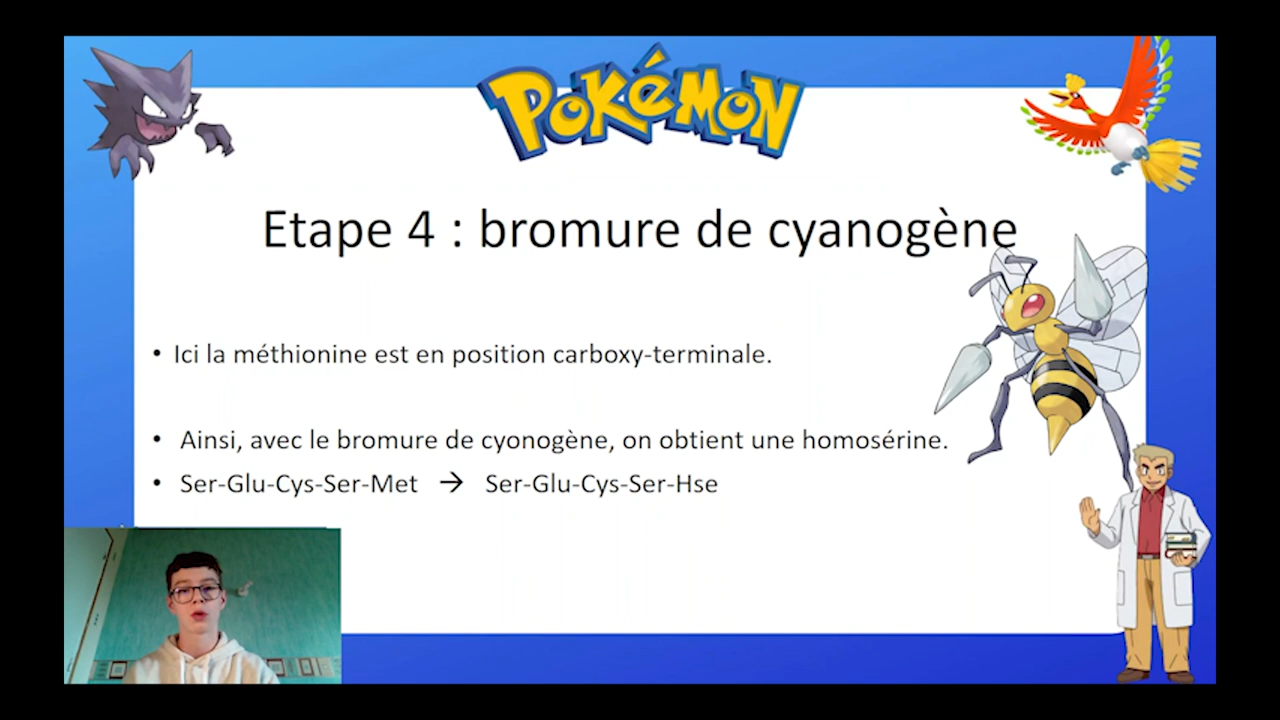 POKÉMON
Etape 4 : bromure de cyanogène
• Ici la méthionine est en position carboxy-terminale.
• Ainsi, avec le bromure de cyonogène, on obtient une homosérine.
• Ser-Glu-Cys-Ser-Met → Ser-Glu-Cys-Ser-Hse